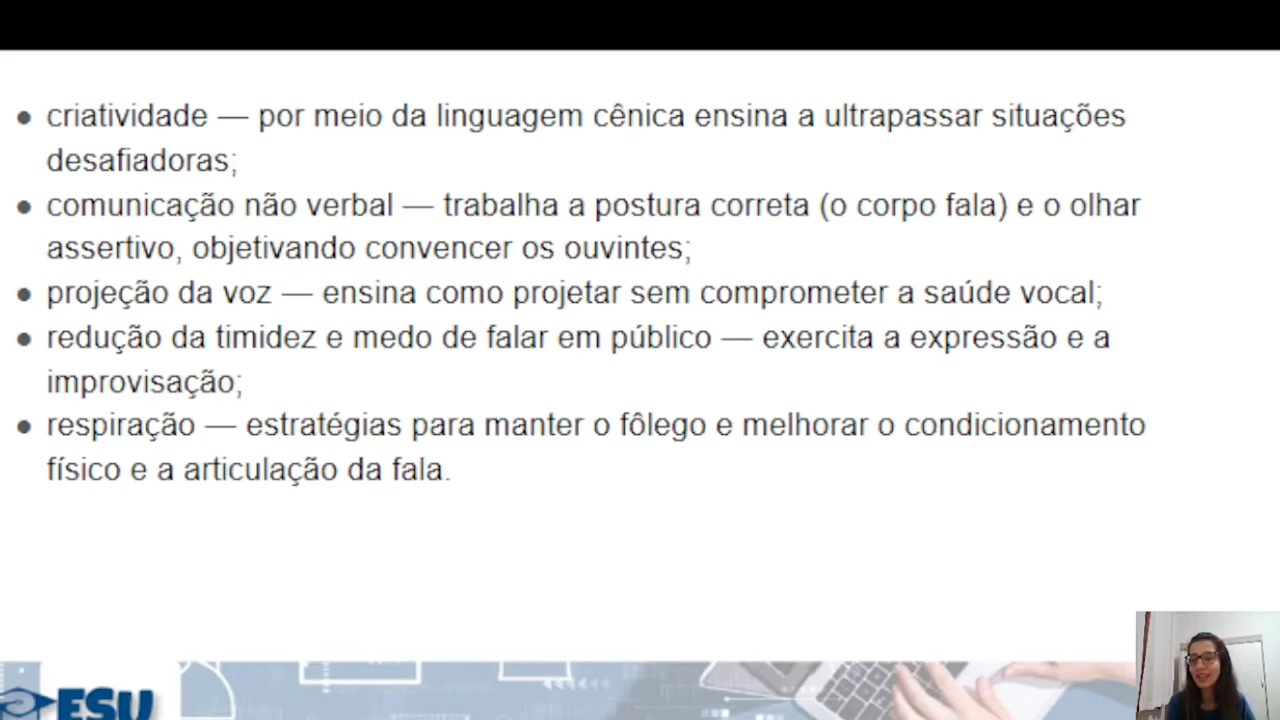 ● criatividade — por meio da linguagem cênica ensina a ultrapassar situações
desafiadoras;
● comunicação não verbal — trabalha a postura correta (o corpo fala) e o olhar
assertivo, objetivando convencer os ouvintes;
● projeção da voz — ensina como projetar sem comprometer a saúde vocal;
● redução da timidez e medo de falar em público — exercita a expressão e a
improvisação;
● respiração — estratégias para manter o fôlego e melhorar o condicionamento
físico e a articulação da fala.
ESU